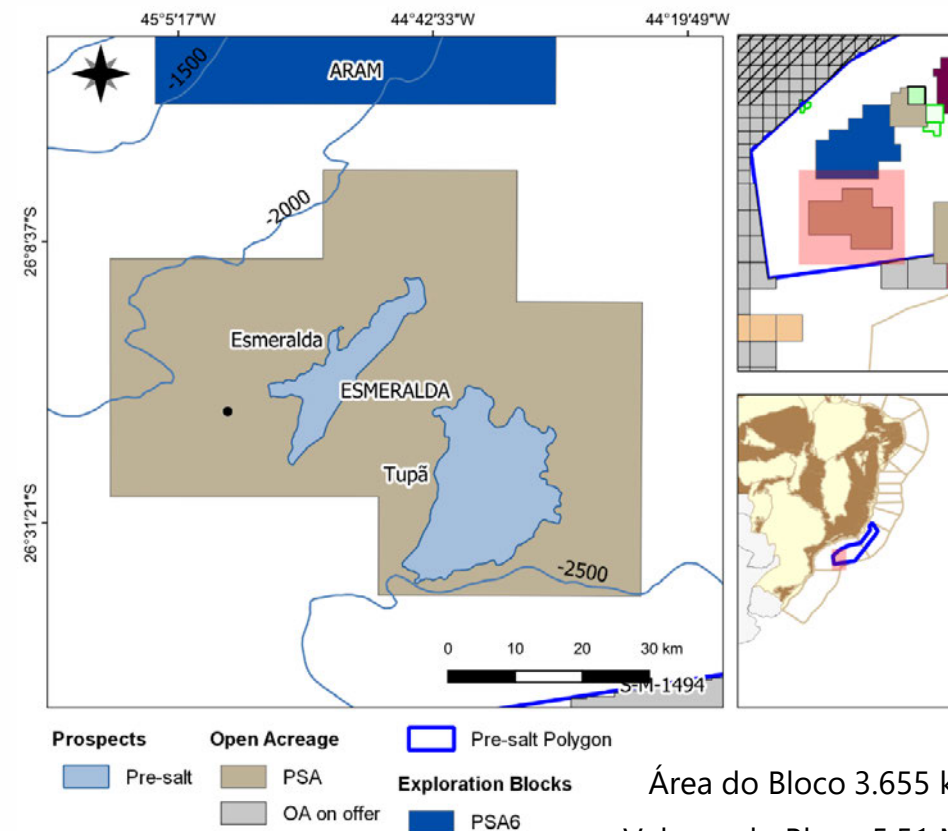 45°5'17"W 44°42'33"W 44°19'49"W
26°8'37"S
26°31'21"S
-1500
ARAM
-2000
Esmeralda
ESMERALDA
Tupã
-2500
0 10 20 30 km
S-M-1494
Prospects
Pre-salt
Open Acreage
PSA
OA on offer
Pre-salt Polygon
Exploration Blocks
PSA6
Área do Bloco 3.655 k